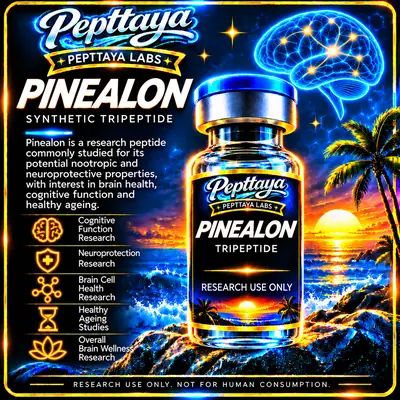 Pepttaya
PEPTTAYA LABS
PINEALON
SYNTHETIC TRIPEPTIDE
Pinealon is a research peptide
commonly studied for its
potential nootropic and
neuroprotective properties,
with interest in brain health,
cognitive function and
healthy ageing.
Cognitive
Function
Research
Neuroprotection
Research
Brain Cell
Health
Research
Healthy
Ageing
Studies
Overall
Brain Wellness
Research
Pepttaya
PEPTTAYA LABS
PINEALON
TRIPEPTIDE
RESEARCH USE ONLY
RESEARCH USE ONLY. NOT FOR HUMAN CONSUMPTION.